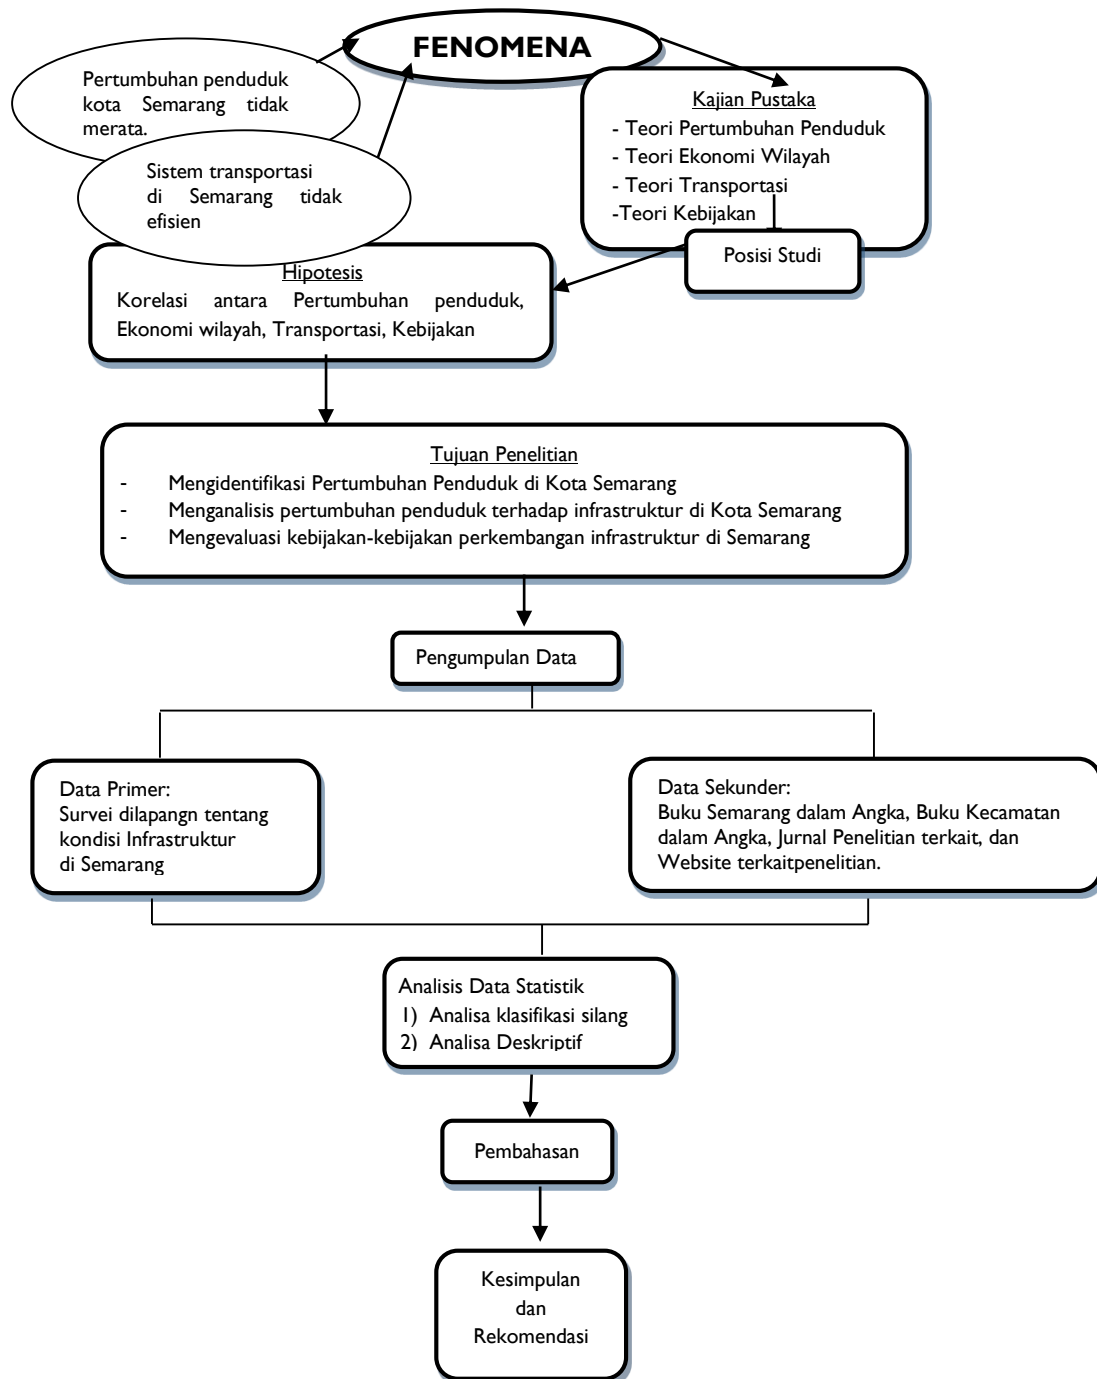 FENOMENA
Pertumbuhan penduduk
kota Semarang tidak
merata.
Sistem transportasi
di Semarang tidak
efisien
Kajian Pustaka
- Teori Pertumbuhan Penduduk
- Teori Ekonomi Wilayah
- Teori Transportasi
-Teori Kebijakan
Posisi Studi
Hipotesis
Korelasi antara Pertumbuhan penduduk,
Ekonomi wilayah, Transportasi, Kebijakan
Tujuan Penelitian
- Mengidentifikasi Pertumbuhan Penduduk di Kota Semarang
- Menganalisis pertumbuhan penduduk terhadap infrastruktur di Kota Semarang
- Mengevaluasi kebijakan-kebijakan perkembangan infrastruktur di Semarang
Pengumpulan Data
Data Primer:
Survei dilapangn tentang
kondisi Infrastruktur
di Semarang
Data Sekunder:
Buku Semarang dalam Angka, Buku Kecamatan
dalam Angka, Jurnal Penelitian terkait, dan
Website terkaitpenelitian.
Analisis Data Statistik
1) Analisa klasifikasi silang
2) Analisa Deskriptif
Pembahasan
Kesimpulan
dan
Rekomendasi